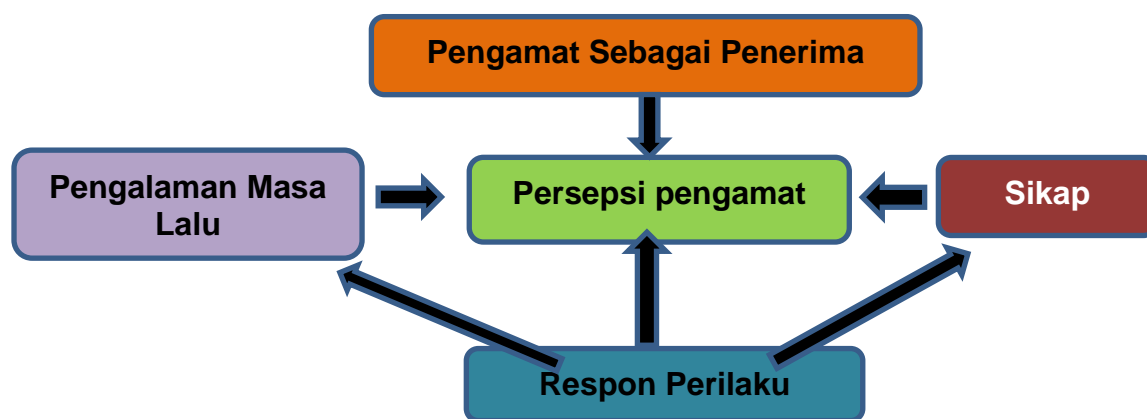 Pengamat Sebagai Penerima
Pengalaman Masa
Lalu
Persepsi pengamat
Sikap
Respon Perilaku